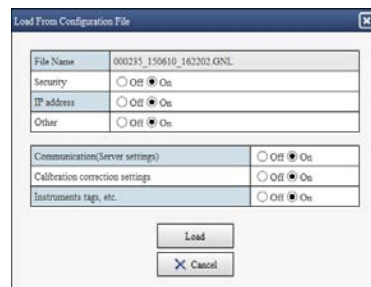 Load From Configuration File
File Name 000235_150610_162202.GNL
Security Off On
IP address Off On
Other Off On
Communication(Server settings) Off On
Calibration correction settings Off On
Instruments tags, etc. Off On
Load
Cancel